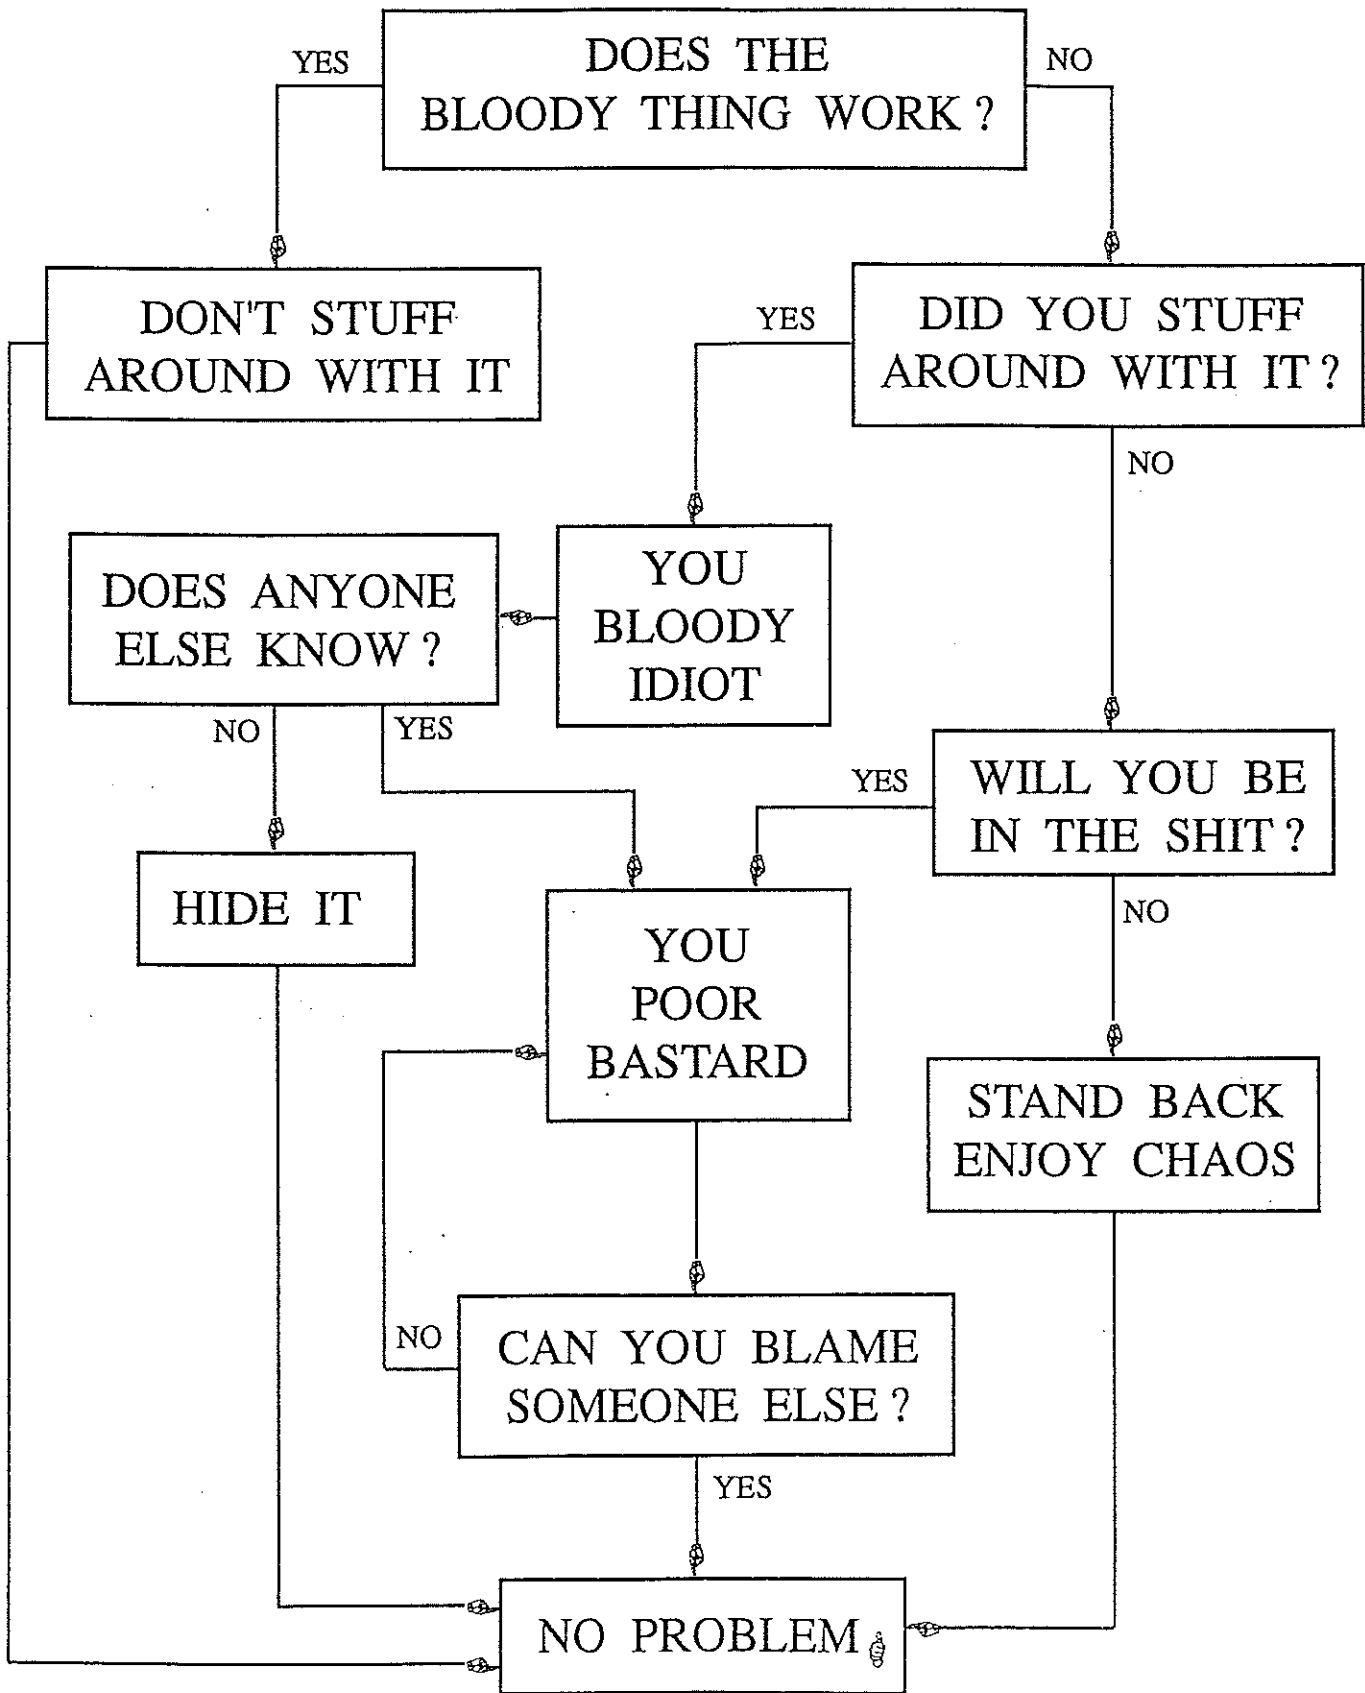 DOES THE
BLOODY THING WORK ?
YES
NO
DON'T STUFF
AROUND WITH IT
DID YOU STUFF
AROUND WITH IT ?
YES
NO
YOU
BLOODY
IDIOT
DOES ANYONE
ELSE KNOW ?
NO
YES
WILL YOU BE
IN THE SHIT ?
YES
NO
HIDE IT
YOU
POOR
BASTARD
STAND BACK
ENJOY CHAOS
CAN YOU BLAME
SOMEONE ELSE ?
NO
YES
NO PROBLEM